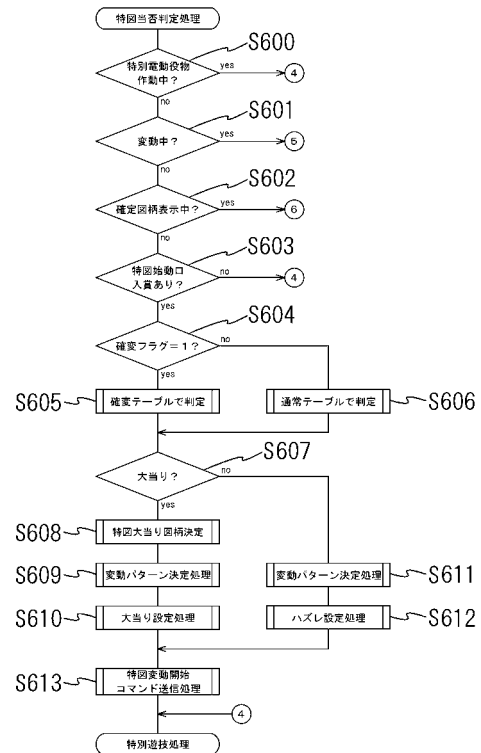 特図当否判定処理
S600
特別電動役物
作動中？
yes
④
no
S601
変動中？
yes
⑤
no
S602
確定図柄表示中？
yes
⑥
no
S603
特図始動口
入賞あり？
no
④
yes
S604
確変フラグ＝１？
no
yes
S605
確変テーブルで判定
通常テーブルで判定
S606
S607
大当り？
no
yes
S608
特図大当り図柄決定
S609
変動パターン決定処理
変動パターン決定処理
S611
S610
大当り設定処理
ハズレ設定処理
S612
S613
特図変動開始
コマンド送信処理
④
特別遊技処理